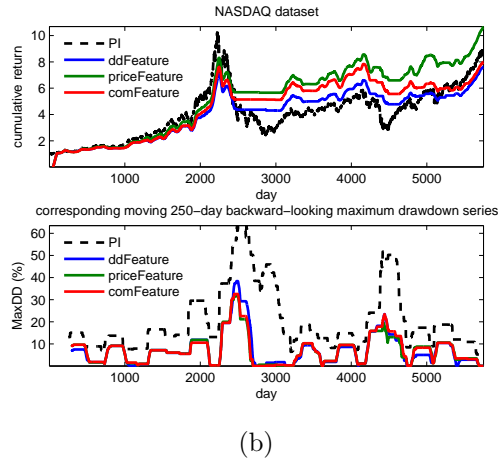 NASDAQ dataset
cumulative return
10
8
6
4
2
PI
ddFeature
priceFeature
comFeature
1000 2000 3000 4000 5000
day
corresponding moving 250−day backward−looking maximum drawdown series
MaxDD (%)
60
50
40
30
20
10
PI
ddFeature
priceFeature
comFeature
1000 2000 3000 4000 5000
day
(b)